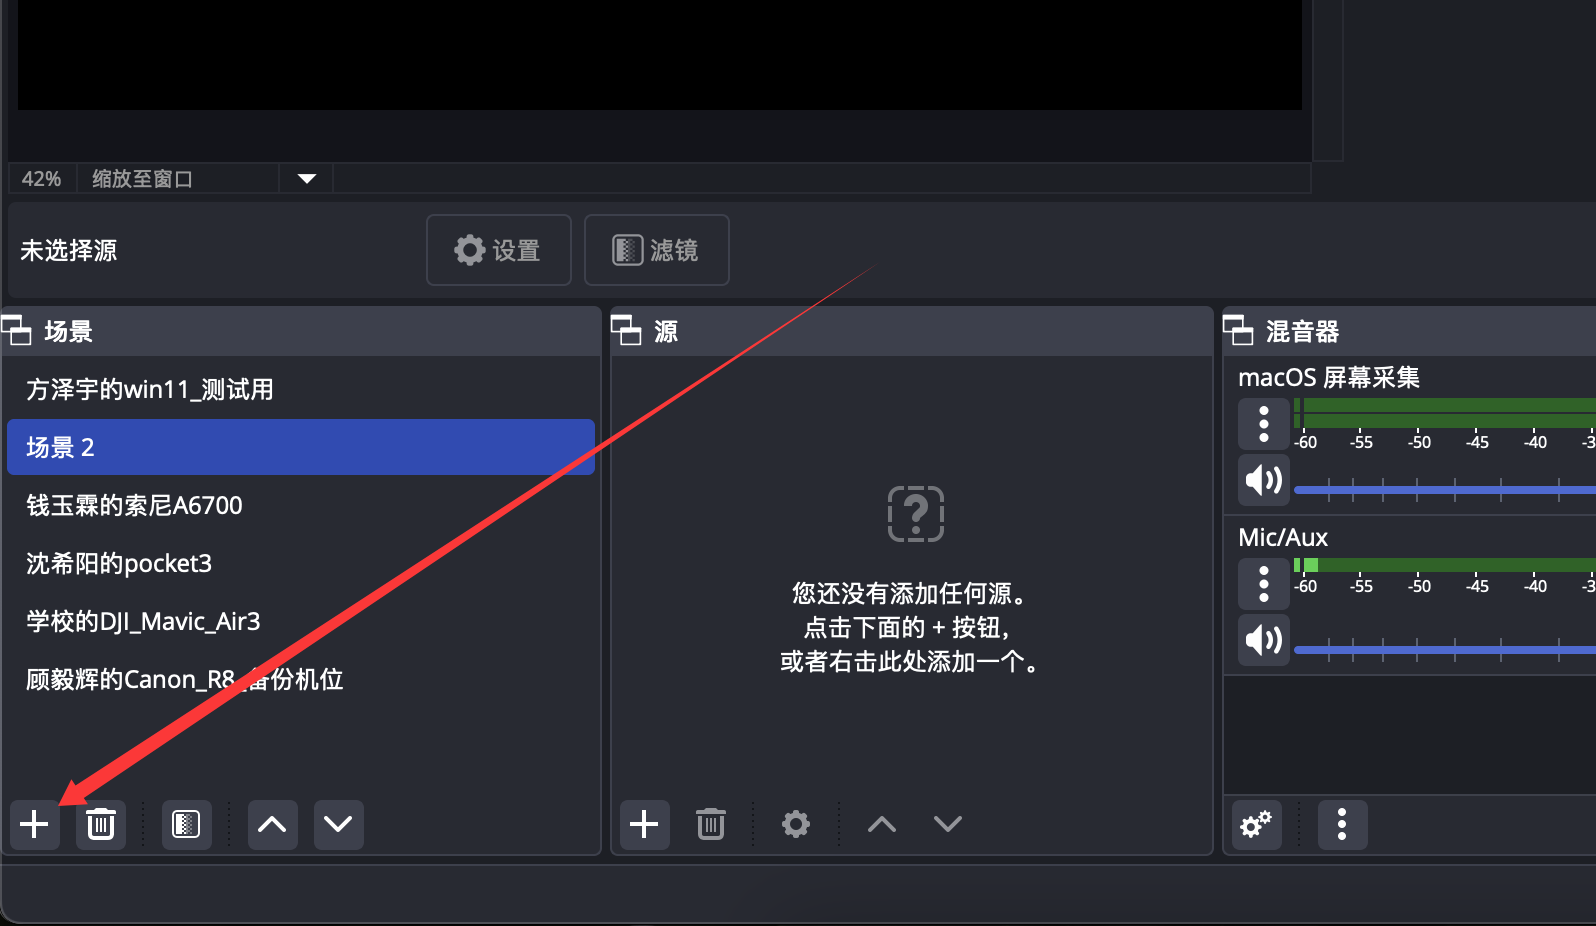 42%
缩放至窗口
未选择源
设置
滤镜
场景
方泽宇的win11_测试用
场景 2
钱玉霖的索尼A6700
沈希阳的pocket3
学校的DJI_Mavic_Air3
顾毅辉的Canon_R8_备份机位
源
您还没有添加任何源。
点击下面的 + 按钮，
或者右击此处添加一个。
混音器
macOS 屏幕采集
-60 -55 -50 -45 -40 -3
Mic/Aux
-60 -55 -50 -45 -40 -3